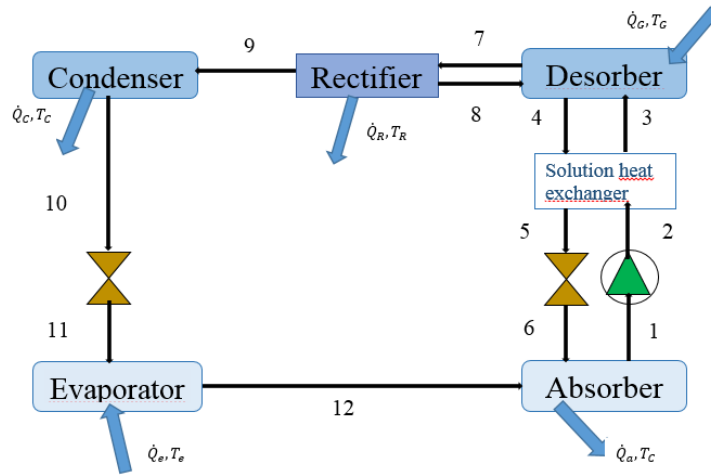 Q̇_G, T_G
9
7
Condenser
Rectifier
Desorber
Q̇_C, T_C
8
4
3
Q̇_R, T_R
Solution heat
exchanger
10
5
2
11
6
1
Evaporator
12
Absorber
Q̇_e, T_e
Q̇_a, T_C